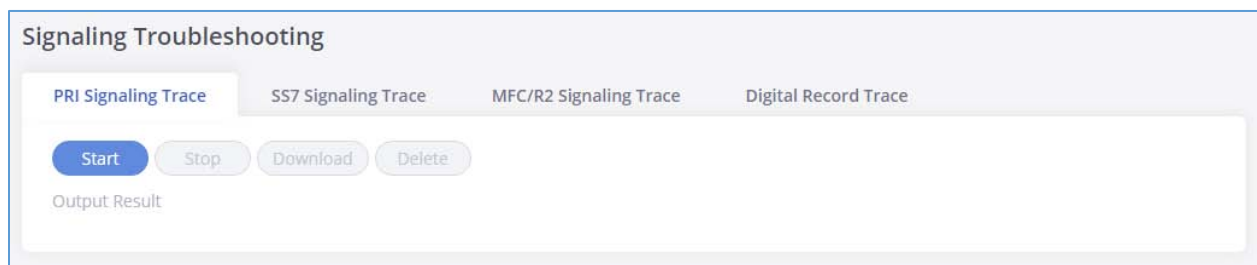 Signaling Troubleshooting
PRI Signaling Trace SS7 Signaling Trace MFC/R2 Signaling Trace Digital Record Trace
Start Stop Download Delete
Output Result